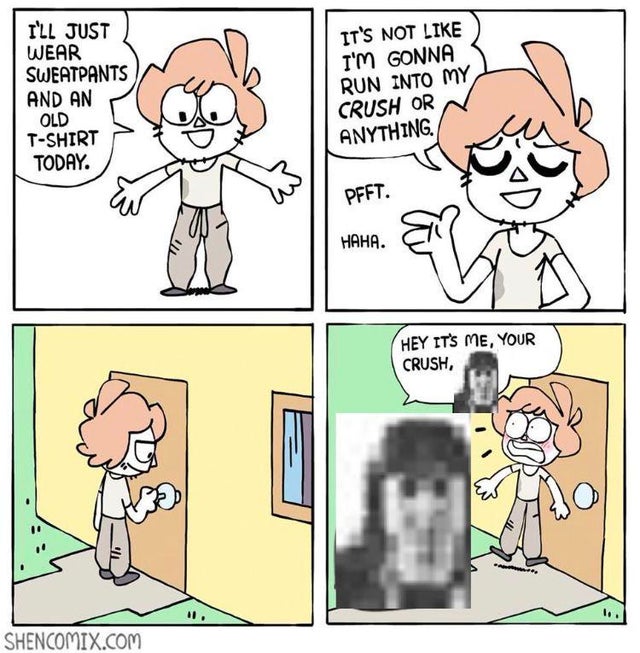 I'LL JUST
WEAR
SWEATPANTS
AND AN
OLD
T-SHIRT
TODAY.
IT'S NOT LIKE
I'M GONNA
RUN INTO MY
CRUSH OR
ANYTHING.
PFFT.
HAHA.
HEY IT'S ME, YOUR
CRUSH,
SHENCOMIX.COM